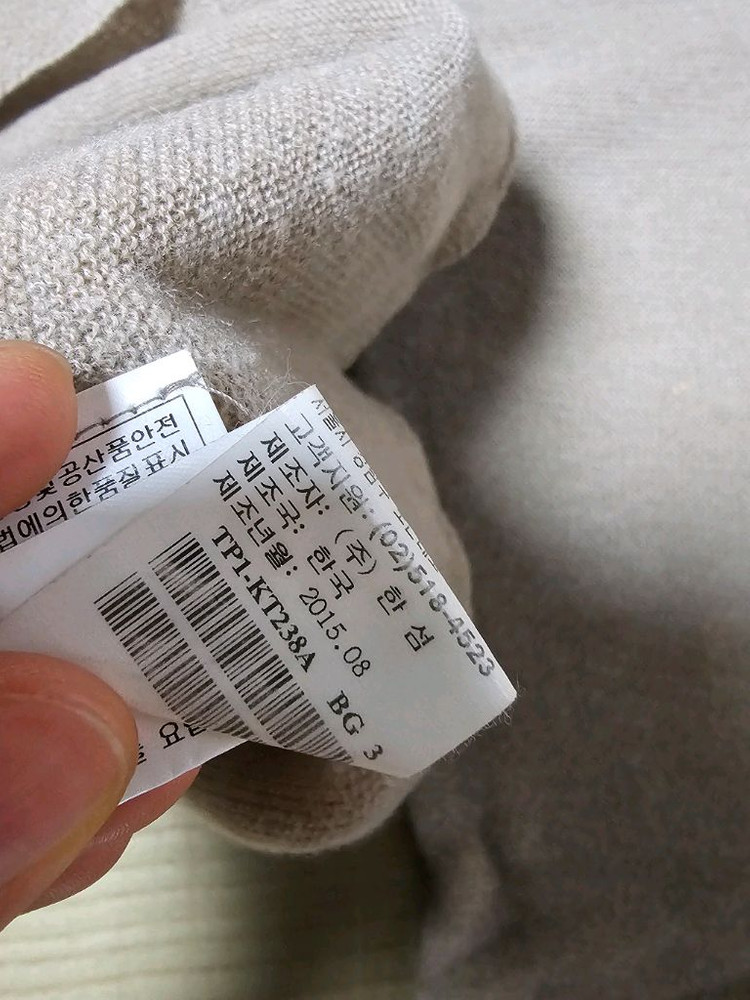 공산품안전
법에의한품질표시
고객지원:(02)518-4523
제조자: (주) 한 섬
제조국: 한국
제조년월: 2015.08
TP1-KT238A BG 3